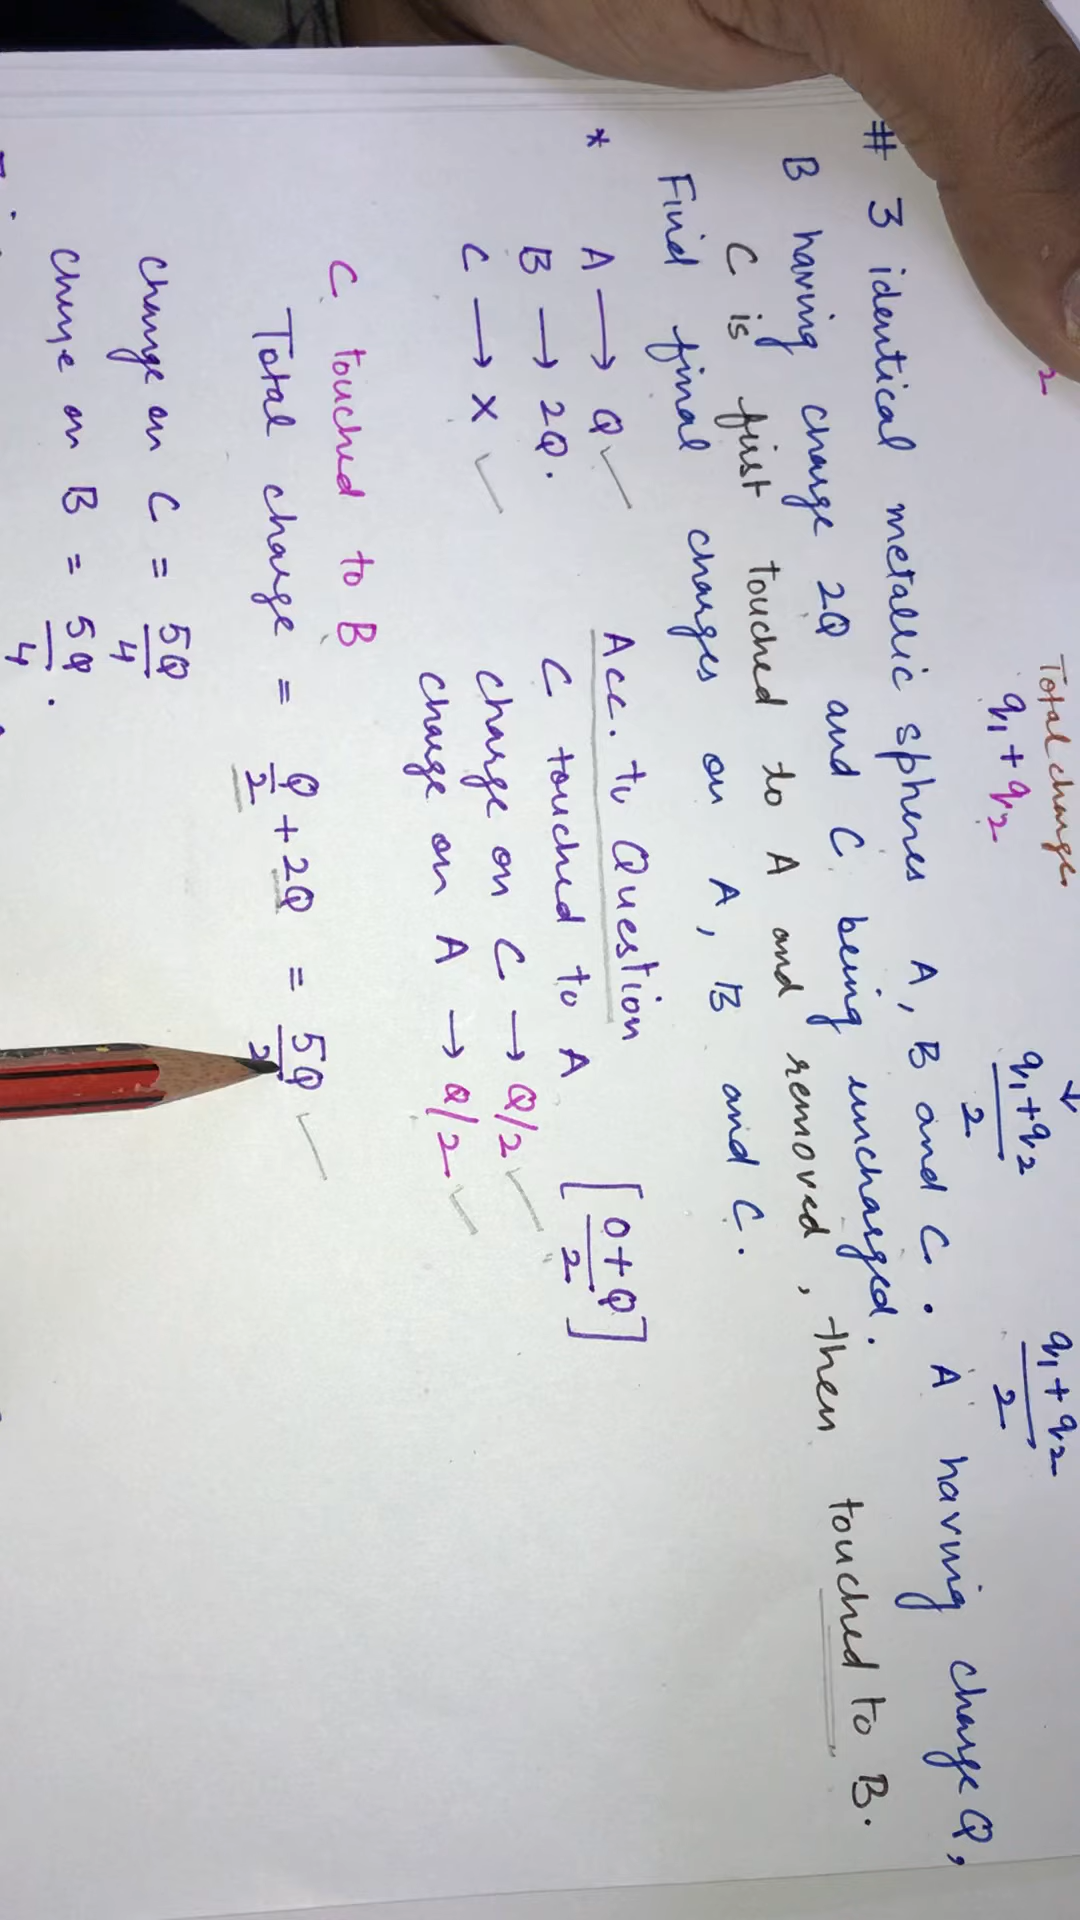 2
Total charge
q1 + q2
↓
q1+q2
2
q1+q2
2
# 3 identical metallic spheres A, B and C. A having charge Q,
B having charge 2Q and C being uncharged.
C is first touched to A and removed, then touched to B.
Find final charges on A, B and C.
* A → Q ✓
B → 2Q.
C → X ✓
Acc. to Question
C touched to A [0+Q
2]
charge on C → Q/2 ✓
charge on A → Q/2 ✓
C touched to B
Total charge = Q/2 + 2Q = 5Q/2 ✓
charge on C = 5Q/4
charge on B = 5Q/4.